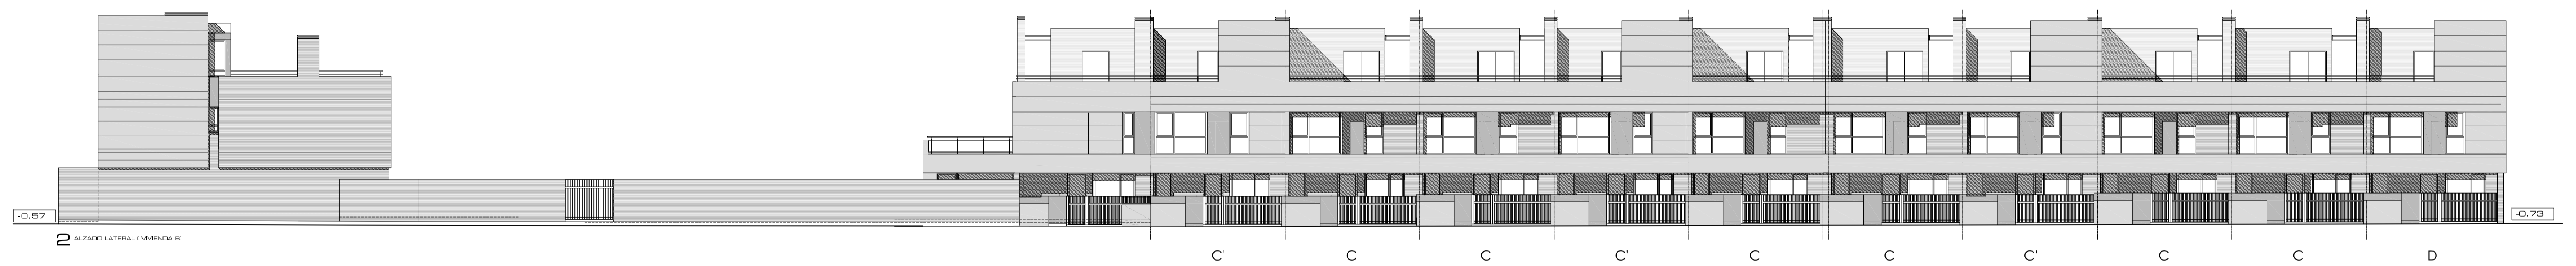 -0.57
-0.73
2 ALZADO LATERAL ( VIVIENDA B)
C' C C C' C C C' C C D